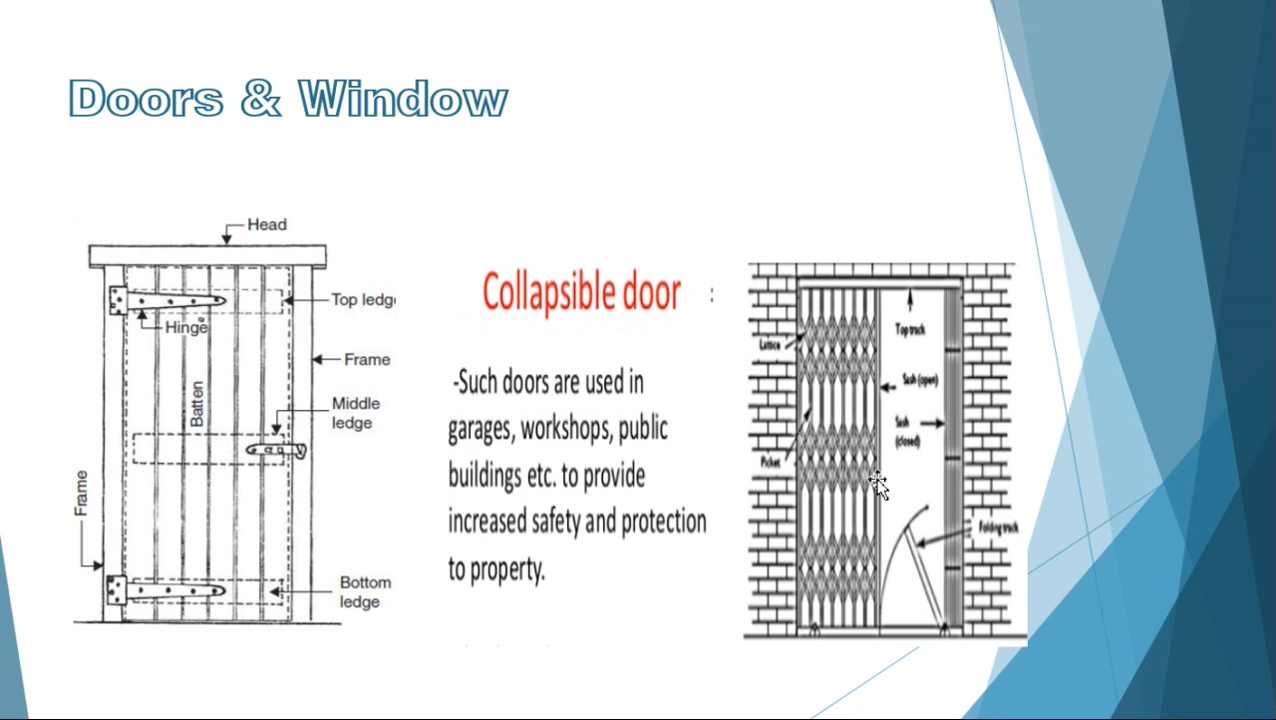 Doors & Window
Head
Top ledge
Hinge
Frame
Batten
Middle
ledge
Frame
Bottom
ledge
Collapsible door :
-Such doors are used in
garages, workshops, public
buildings etc. to provide
increased safety and protection
to property.
Top track
Lattice
Sash (open)
Sash
(closed)
Picket
Folding track